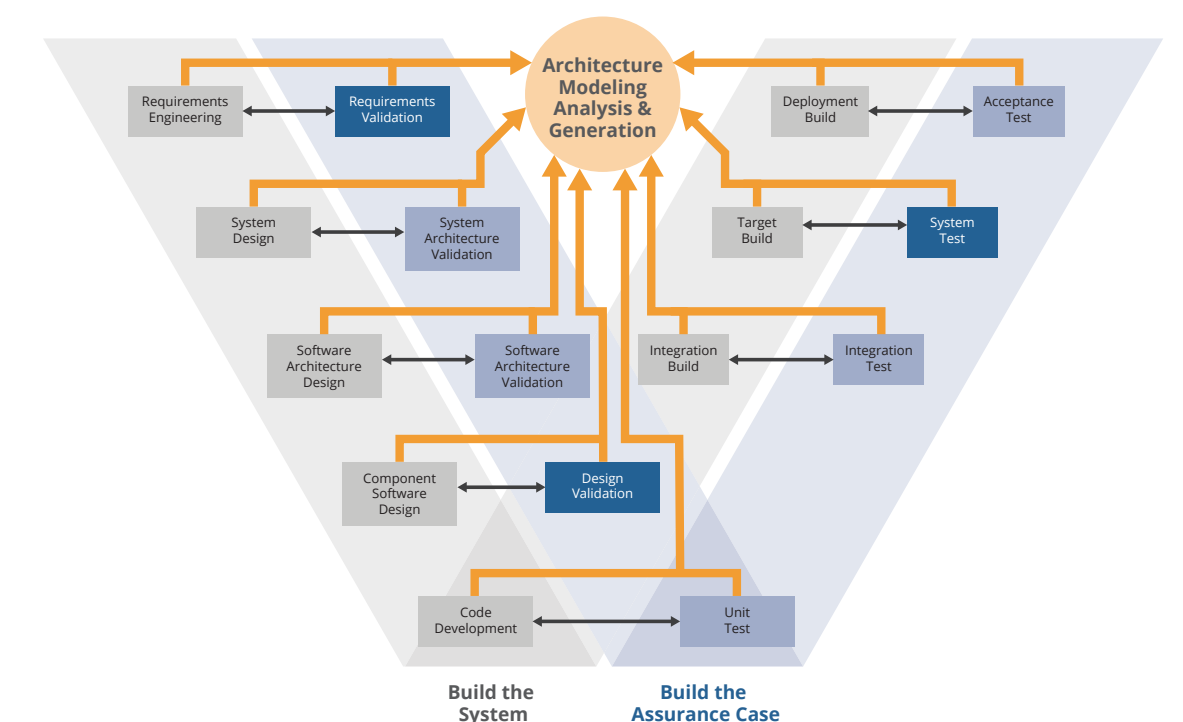 Architecture
Modeling
Analysis &
Generation
Requirements
Engineering
Requirements
Validation
Deployment
Build
Acceptance
Test
System
Design
System
Architecture
Validation
Target
Build
System
Test
Software
Architecture
Design
Software
Architecture
Validation
Integration
Build
Integration
Test
Component
Software
Design
Design
Validation
Code
Development
Unit
Test
Build the
System
Build the
Assurance Case